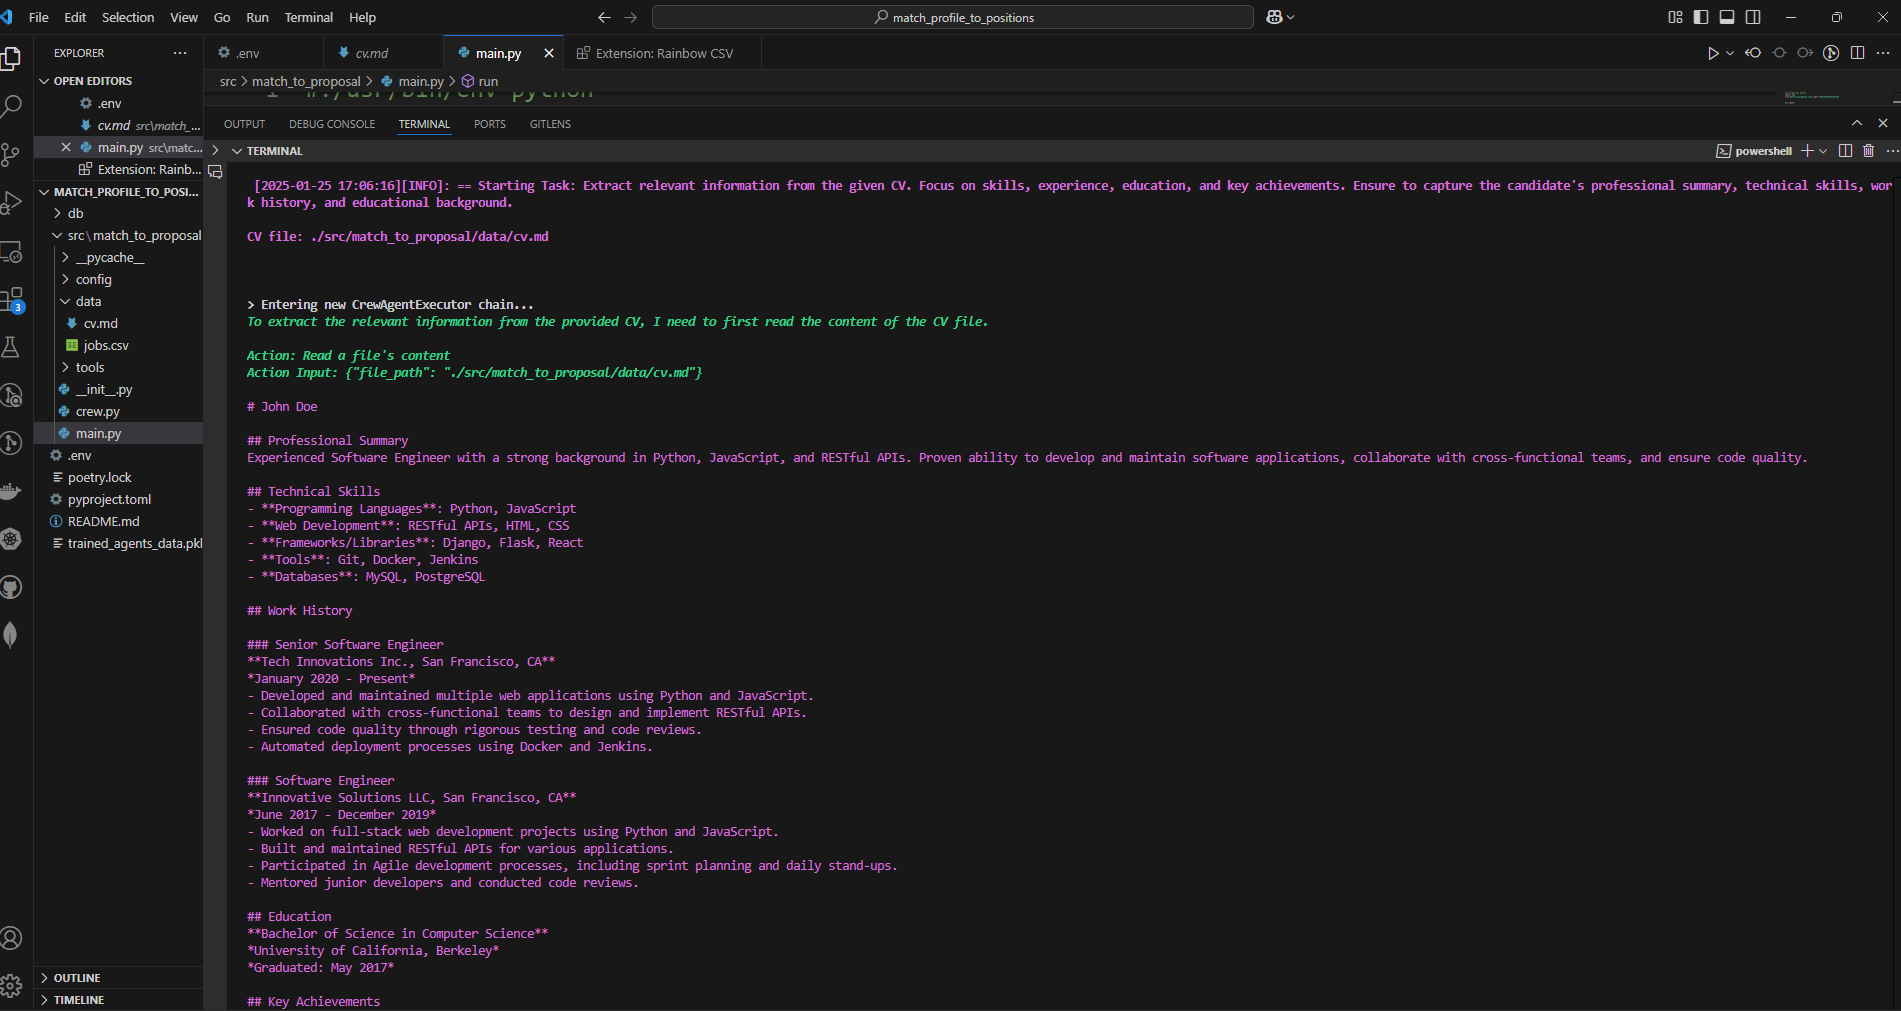 File Edit Selection View Go Run Terminal Help
match_profile_to_positions
EXPLORER
OPEN EDITORS
.env
cv.md src\match_...
main.py src\matc...
Extension: Rainb...
MATCH_PROFILE_TO_POSI...
db
src\match_to_proposal
__pycache__
config
data
cv.md
jobs.csv
tools
__init__.py
crew.py
main.py
.env
poetry.lock
pyproject.toml
README.md
trained_agents_data.pkl
OUTLINE
TIMELINE
3
.env
cv.md
main.py
Extension: Rainbow CSV
src > match_to_proposal > main.py > run
1 #!/usr/bin/env python
OUTPUT DEBUG CONSOLE TERMINAL PORTS GITLENS
TERMINAL
powershell
[2025-01-25 17:06:16][INFO]: == Starting Task: Extract relevant information from the given CV. Focus on skills, experience, education, and key achievements. Ensure to capture the candidate's professional summary, technical skills, wor
k history, and educational background.
CV file: ./src/match_to_proposal/data/cv.md
> Entering new CrewAgentExecutor chain...
To extract the relevant information from the provided CV, I need to first read the content of the CV file.
Action: Read a file's content
Action Input: {"file_path": "./src/match_to_proposal/data/cv.md"}
# John Doe
## Professional Summary
Experienced Software Engineer with a strong background in Python, JavaScript, and RESTful APIs. Proven ability to develop and maintain software applications, collaborate with cross-functional teams, and ensure code quality.
## Technical Skills
- **Programming Languages**: Python, JavaScript
- **Web Development**: RESTful APIs, HTML, CSS
- **Frameworks/Libraries**: Django, Flask, React
- **Tools**: Git, Docker, Jenkins
- **Databases**: MySQL, PostgreSQL
## Work History
### Senior Software Engineer
**Tech Innovations Inc., San Francisco, CA**
*January 2020 - Present*
- Developed and maintained multiple web applications using Python and JavaScript.
- Collaborated with cross-functional teams to design and implement RESTful APIs.
- Ensured code quality through rigorous testing and code reviews.
- Automated deployment processes using Docker and Jenkins.
### Software Engineer
**Innovative Solutions LLC, San Francisco, CA**
*June 2017 - December 2019*
- Worked on full-stack web development projects using Python and JavaScript.
- Built and maintained RESTful APIs for various applications.
- Participated in Agile development processes, including sprint planning and daily stand-ups.
- Mentored junior developers and conducted code reviews.
## Education
**Bachelor of Science in Computer Science**
*University of California, Berkeley*
*Graduated: May 2017*
## Key Achievements